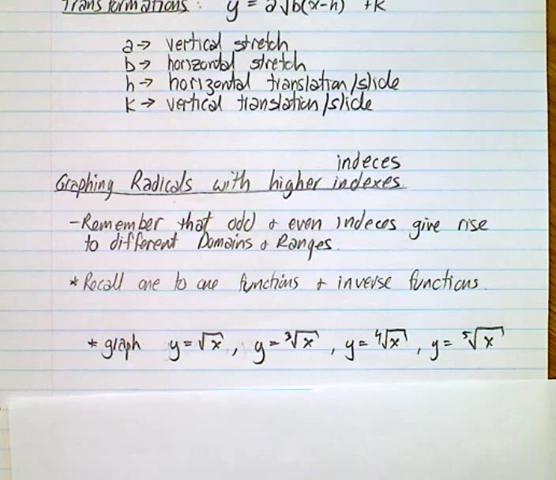 Transformations: y = a√b(x-h) + k
a → vertical stretch
b → horizontal stretch
h → horizontal translation/slide
k → vertical translation/slide
indeces
Graphing Radicals with higher indexes
- Remember that odd & even indeces give rise
to different Domains & Ranges.
* Recall one to one functions & inverse functions.
* graph y = √x, y = ³√x, y = ⁴√x, y = ⁵√x